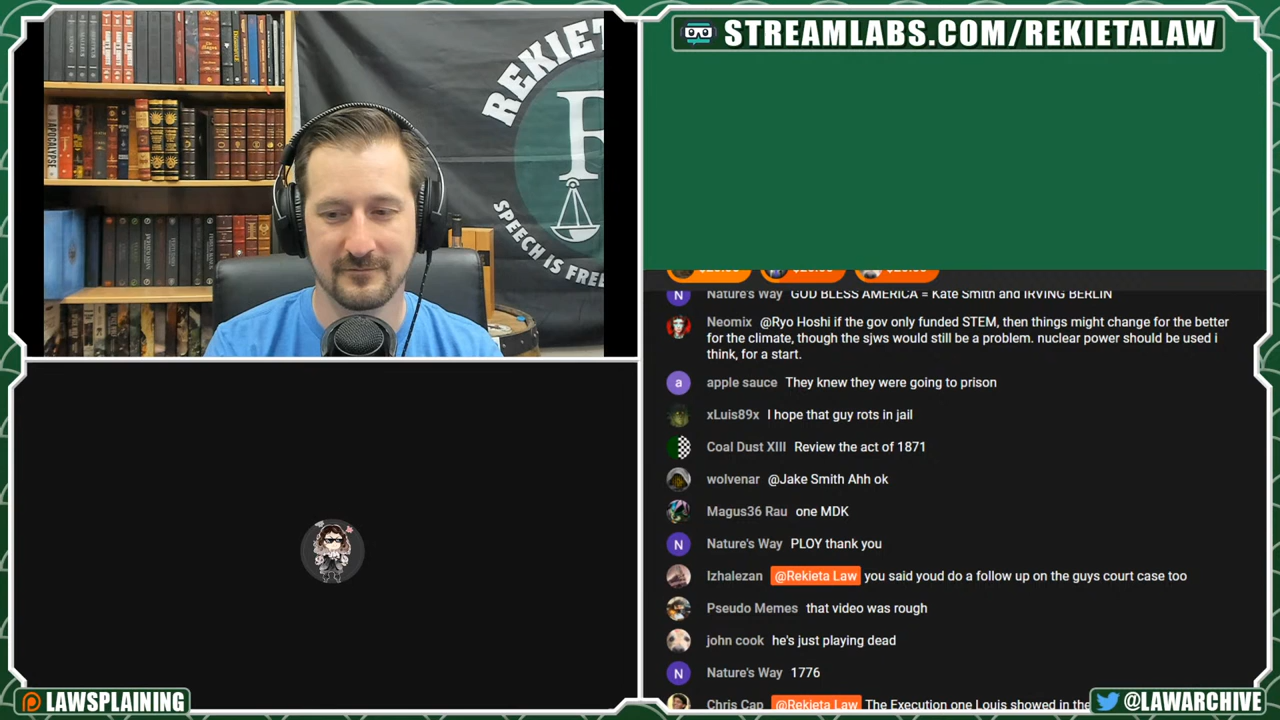 STREAMLABS.COM/REKIETALAW
REKIET
R
SPEECH IS FREE
APOCALYPSE
Nature's Way GOD BLESS AMERICA = Kate Smith and IRVING BERLIN
Neomix @Ryo Hoshi if the gov only funded STEM, then things might change for the better
for the climate, though the sjws would still be a problem. nuclear power should be used i
think, for a start.
apple sauce They knew they were going to prison
xLuis89x I hope that guy rots in jail
Coal Dust XIII Review the act of 1871
wolvenar @Jake Smith Ahh ok
Magus36 Rau one MDK
Nature's Way PLOY thank you
Izhalezan @Rekieta Law you said youd do a follow up on the guys court case too
Pseudo Memes that video was rough
john cook he's just playing dead
Nature's Way 1776
Chris Cap @Rekieta Law The Execution one Louis showed in the
LAWSPLAINING
@LAWARCHIVE